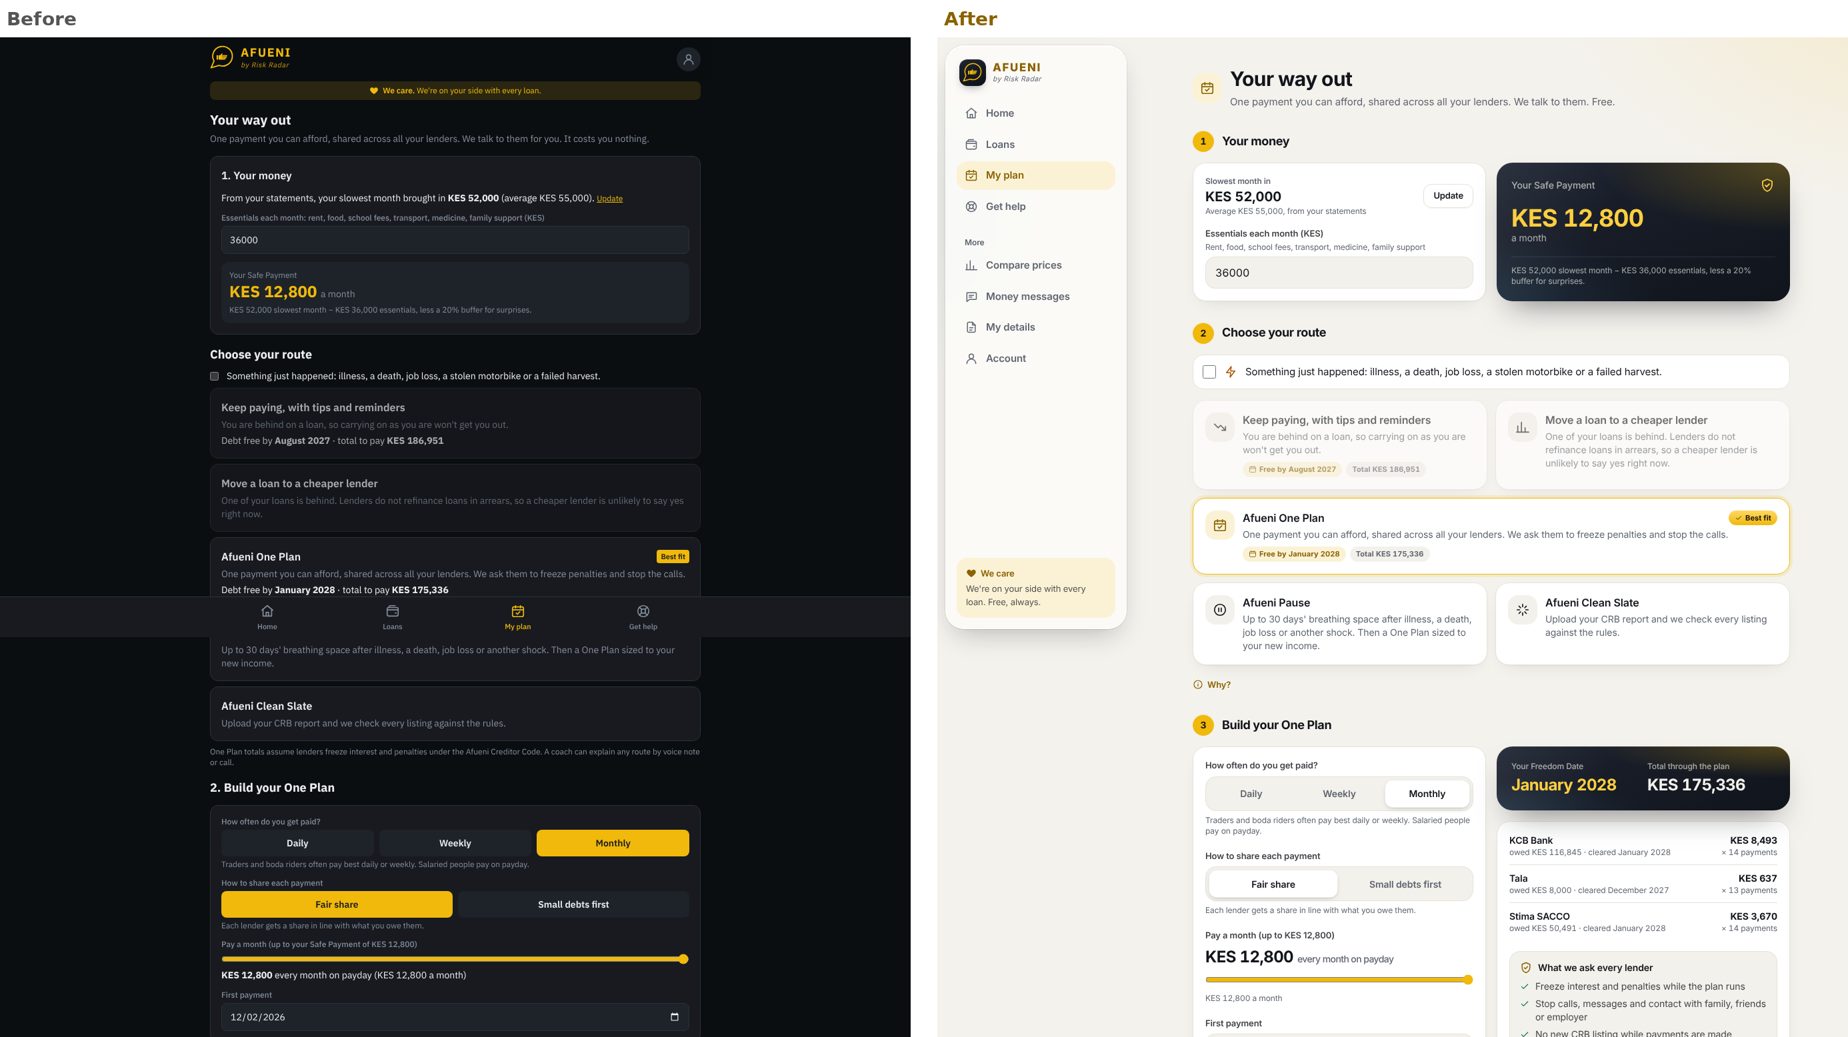 Before
AFUENI
by Risk Radar
We care. We're on your side with every loan.
Your way out
One payment you can afford, shared across all your lenders. We talk to them for you. It costs you nothing.
1. Your money
From your statements, your slowest month brought in KES 52,000 (average KES 55,000). Update
Essentials each month: rent, food, school fees, transport, medicine, family support (KES)
36000
Your Safe Payment
KES 12,800 a month
KES 52,000 slowest month − KES 36,000 essentials, less a 20% buffer for surprises.
Choose your route
Something just happened: illness, a death, job loss, a stolen motorbike or a failed harvest.
Keep paying, with tips and reminders
You are behind on a loan, so carrying on as you are won't get you out.
Debt free by August 2027 · total to pay KES 186,951
Move a loan to a cheaper lender
One of your loans is behind. Lenders do not refinance loans in arrears, so a cheaper lender is unlikely to say yes
right now.
Afueni One Plan
Best fit
One payment you can afford, shared across all your lenders. We ask them to freeze penalties and stop the calls.
Debt free by January 2028 · total to pay KES 175,336
Home
Loans
My plan
Get help
Up to 30 days' breathing space after illness, a death, job loss or another shock. Then a One Plan sized to your
new income.
Afueni Clean Slate
Upload your CRB report and we check every listing against the rules.
One Plan totals assume lenders freeze interest and penalties under the Afueni Creditor Code. A coach can explain any route by voice note
or call.
2. Build your One Plan
How often do you get paid?
Daily
Weekly
Monthly
Traders and boda riders often pay best daily or weekly. Salaried people pay on payday.
How to share each payment
Fair share
Small debts first
Each lender gets a share in line with what you owe them.
Pay a month (up to your Safe Payment of KES 12,800)
KES 12,800 every month on payday (KES 12,800 a month)
First payment
12/02/2026
After
AFUENI
by Risk Radar
Home
Loans
My plan
Get help
More
Compare prices
Money messages
My details
Account
We care
We're on your side with every
loan. Free, always.
Your way out
One payment you can afford, shared across all your lenders. We talk to them. Free.
1
Your money
Slowest month in
KES 52,000
Average KES 55,000, from your statements
Update
Essentials each month (KES)
Rent, food, school fees, transport, medicine, family support
36000
Your Safe Payment
KES 12,800
a month
KES 52,000 slowest month − KES 36,000 essentials, less a 20%
buffer for surprises.
2
Choose your route
Something just happened: illness, a death, job loss, a stolen motorbike or a failed harvest.
Keep paying, with tips and reminders
You are behind on a loan, so carrying on as you are
won't get you out.
Free by August 2027
Total KES 186,951
Move a loan to a cheaper lender
One of your loans is behind. Lenders do not
refinance loans in arrears, so a cheaper lender is
unlikely to say yes right now.
Afueni One Plan
Best fit
One payment you can afford, shared across all your lenders. We ask them to freeze penalties and stop the calls.
Free by January 2028
Total KES 175,336
Afueni Pause
Up to 30 days' breathing space after illness, a death,
job loss or another shock. Then a One Plan sized to
your new income.
Afueni Clean Slate
Upload your CRB report and we check every listing
against the rules.
Why?
3
Build your One Plan
How often do you get paid?
Daily
Weekly
Monthly
Traders and boda riders often pay best daily or weekly. Salaried people
pay on payday.
How to share each payment
Fair share
Small debts first
Each lender gets a share in line with what you owe them.
Pay a month (up to KES 12,800)
KES 12,800 every month on payday
KES 12,800 a month
First payment
Your Freedom Date
January 2028
Total through the plan
KES 175,336
KCB Bank
KES 8,493
owed KES 116,845 · cleared January 2028
× 14 payments
Tala
KES 637
owed KES 8,000 · cleared December 2027
× 13 payments
Stima SACCO
KES 3,670
owed KES 50,491 · cleared January 2028
× 14 payments
What we ask every lender
Freeze interest and penalties while the plan runs
Stop calls, messages and contact with family, friends
or employer
No new CRB listing while payments are made